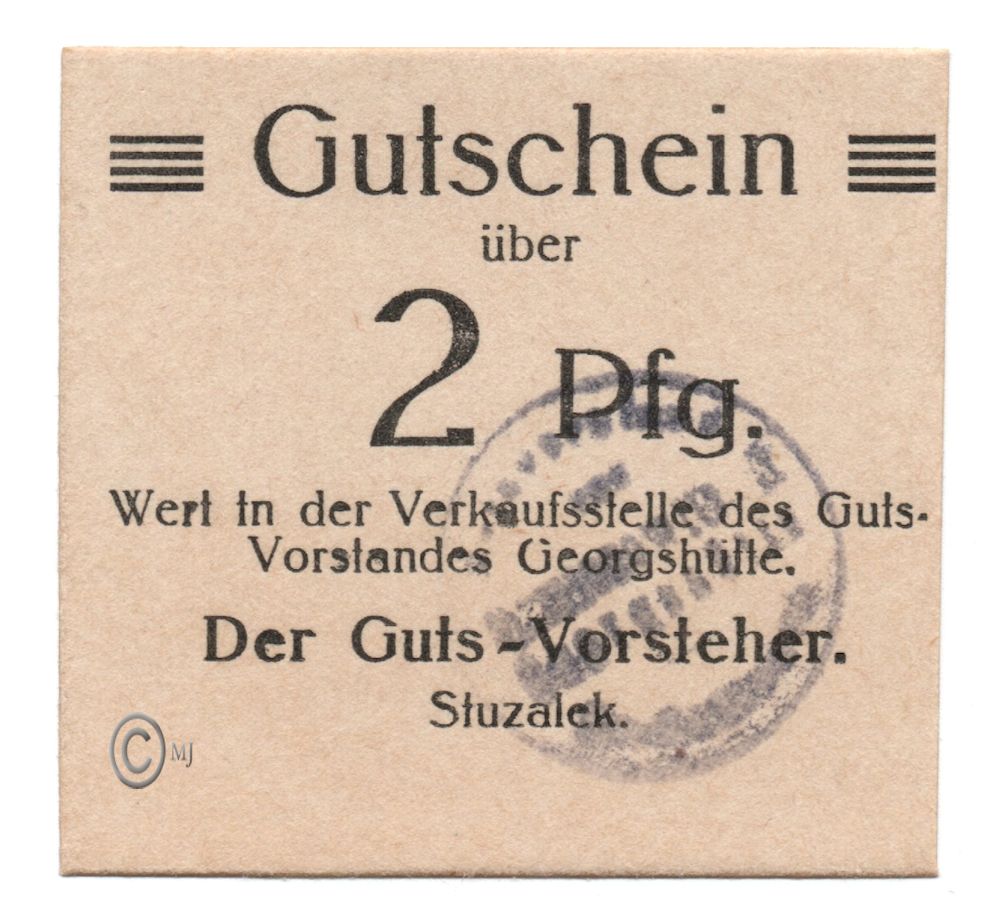 Gutschein
über
2 Pfg.
Wert in der Verkaufsstelle des Guts-
Vorstandes Georgshütte.
Der Guts-Vorsteher.
Stuzalek.
© MJ